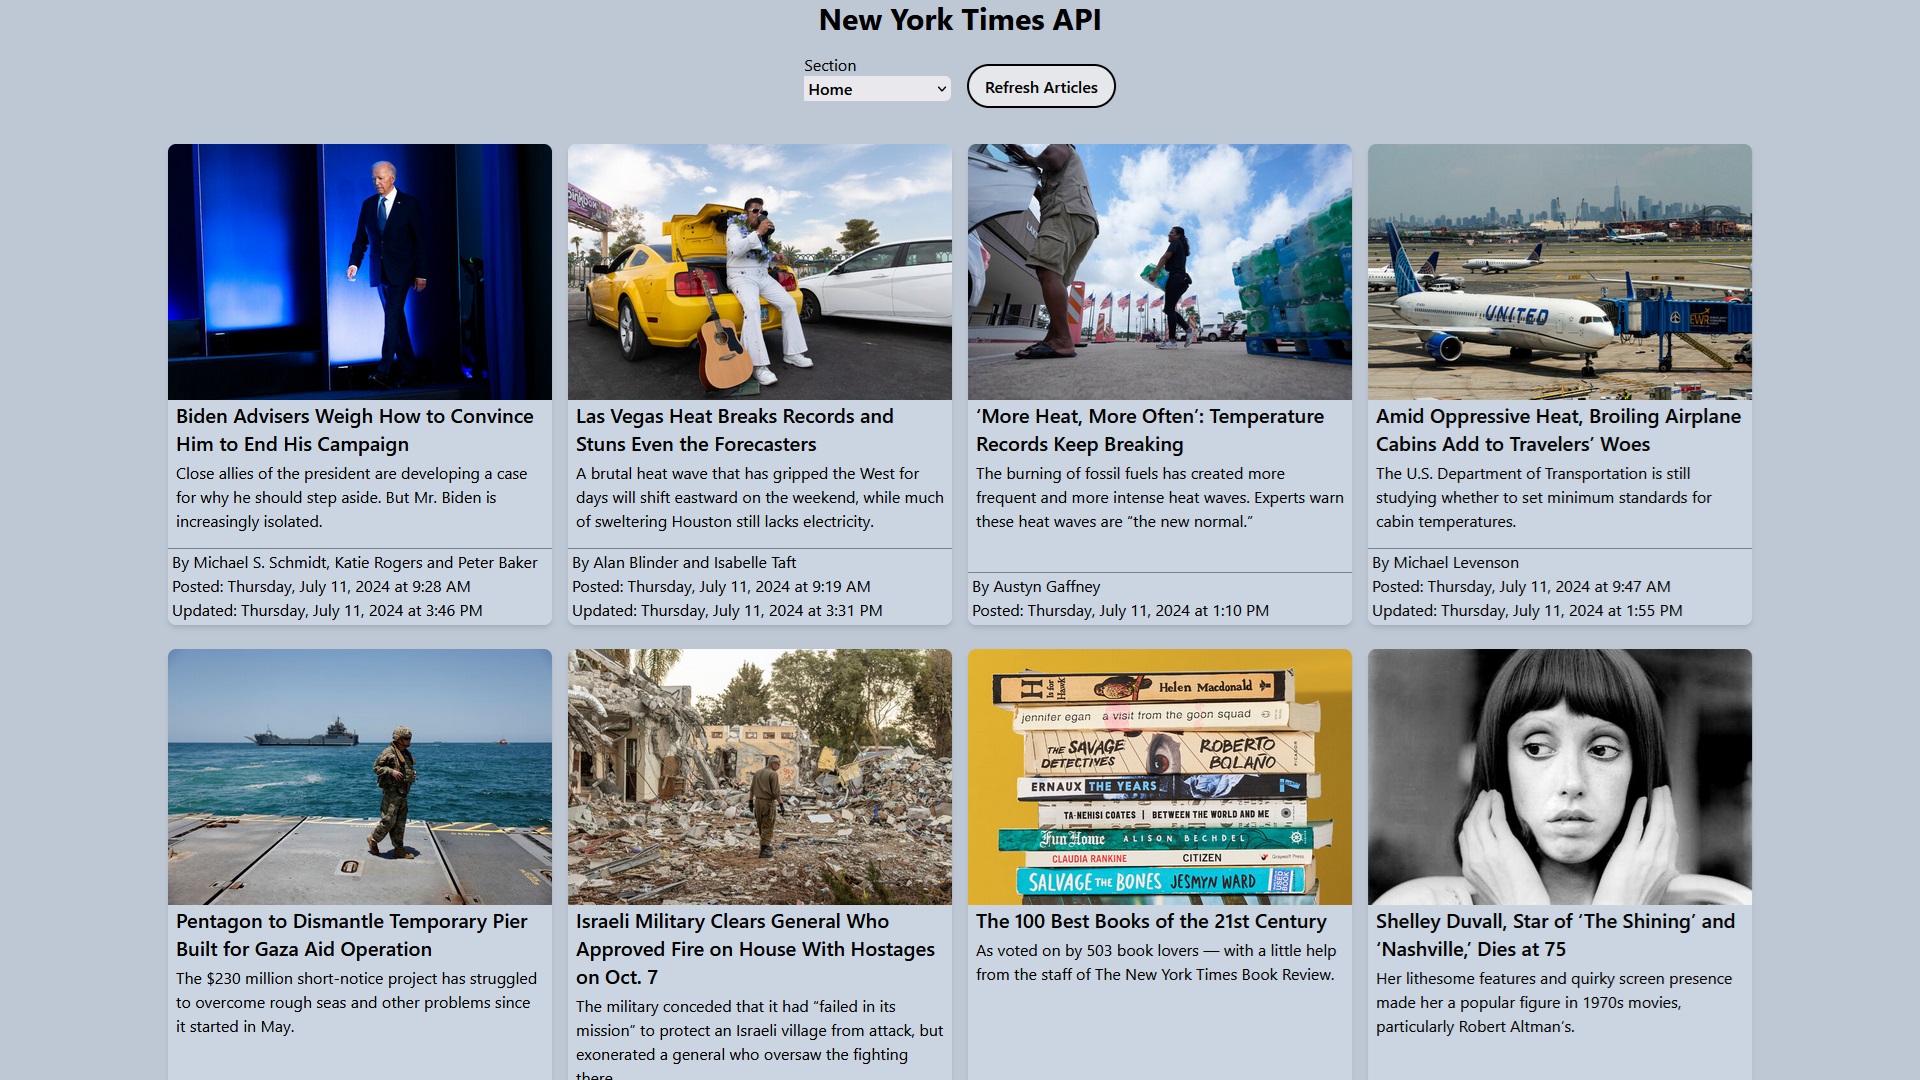 New York Times API
Section
Home
Refresh Articles
UNITED
EWR
Biden Advisers Weigh How to Convince
Him to End His Campaign
Close allies of the president are developing a case
for why he should step aside. But Mr. Biden is
increasingly isolated.
By Michael S. Schmidt, Katie Rogers and Peter Baker
Posted: Thursday, July 11, 2024 at 9:28 AM
Updated: Thursday, July 11, 2024 at 3:46 PM
Las Vegas Heat Breaks Records and
Stuns Even the Forecasters
A brutal heat wave that has gripped the West for
days will shift eastward on the weekend, while much
of sweltering Houston still lacks electricity.
By Alan Blinder and Isabelle Taft
Posted: Thursday, July 11, 2024 at 9:19 AM
Updated: Thursday, July 11, 2024 at 3:31 PM
‘More Heat, More Often’: Temperature
Records Keep Breaking
The burning of fossil fuels has created more
frequent and more intense heat waves. Experts warn
these heat waves are “the new normal.”
By Austyn Gaffney
Posted: Thursday, July 11, 2024 at 1:10 PM
Amid Oppressive Heat, Broiling Airplane
Cabins Add to Travelers’ Woes
The U.S. Department of Transportation is still
studying whether to set minimum standards for
cabin temperatures.
By Michael Levenson
Posted: Thursday, July 11, 2024 at 9:47 AM
Updated: Thursday, July 11, 2024 at 1:55 PM
Pentagon to Dismantle Temporary Pier
Built for Gaza Aid Operation
The $230 million short-notice project has struggled
to overcome rough seas and other problems since
it started in May.
Israeli Military Clears General Who
Approved Fire on House With Hostages
on Oct. 7
The military conceded that it had “failed in its
mission” to protect an Israeli village from attack, but
exonerated a general who oversaw the fighting
there.
H Is for Hawk Helen Macdonald
jennifer egan a visit from the goon squad
THE SAVAGE DETECTIVES ROBERTO BOLAÑO PICADOR
ERNAUX THE YEARS
TA-NEHISI COATES | BETWEEN THE WORLD AND ME
Fun Home ALISON BECHDEL
CLAUDIA RANKINE CITIZEN Graywolf Press
SALVAGE THE BONES JESMYN WARD USED BOOK
The 100 Best Books of the 21st Century
As voted on by 503 book lovers — with a little help
from the staff of The New York Times Book Review.
Shelley Duvall, Star of ‘The Shining’ and
‘Nashville,’ Dies at 75
Her lithesome features and quirky screen presence
made her a popular figure in 1970s movies,
particularly Robert Altman’s.